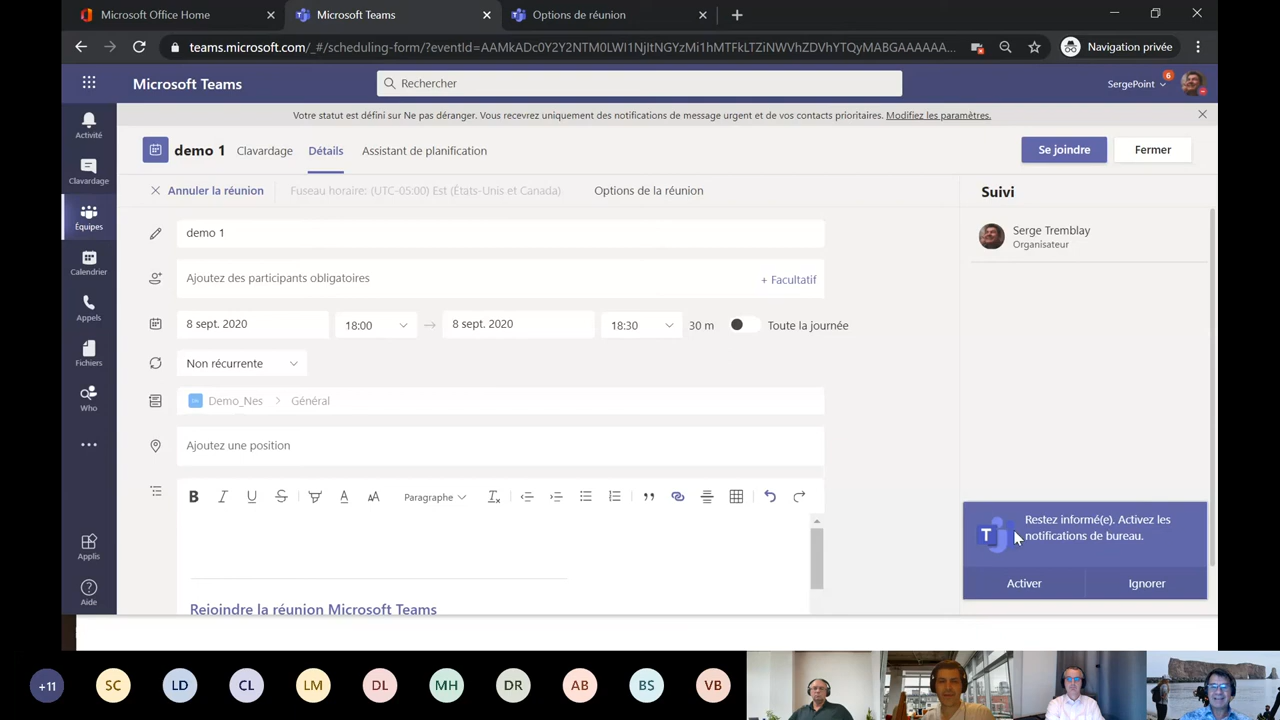 Microsoft Office Home
Microsoft Teams
Options de réunion
teams.microsoft.com/_#/scheduling-form/?eventId=AAMkADc0Y2Y2NTM0LWI1NjItNGYzMi1hMTFkLTZiNWVhZDVhYTQyMABGAAAAAA...
Navigation privée
Microsoft Teams
Rechercher
SergePoint
6
Votre statut est défini sur Ne pas déranger. Vous recevrez uniquement des notifications de message urgent et de vos contacts prioritaires. Modifiez les paramètres.
Activité
Clavardage
Équipes
Calendrier
Appels
Fichiers
Who
Applis
Aide
demo 1
Clavardage
Détails
Assistant de planification
Se joindre
Fermer
Annuler la réunion
Fuseau horaire: (UTC-05:00) Est (États-Unis et Canada)
Options de la réunion
demo 1
Ajoutez des participants obligatoires
+ Facultatif
8 sept. 2020
18:00
8 sept. 2020
18:30
30 m
Toute la journée
Non récurrente
Demo_Nes > Général
Ajoutez une position
B I U S A AA Paragraphe
Rejoindre la réunion Microsoft Teams
Suivi
Serge Tremblay
Organisateur
T
Restez informé(e). Activez les
notifications de bureau.
Activer
Ignorer
+11 SC LD CL LM DL MH DR AB BS VB